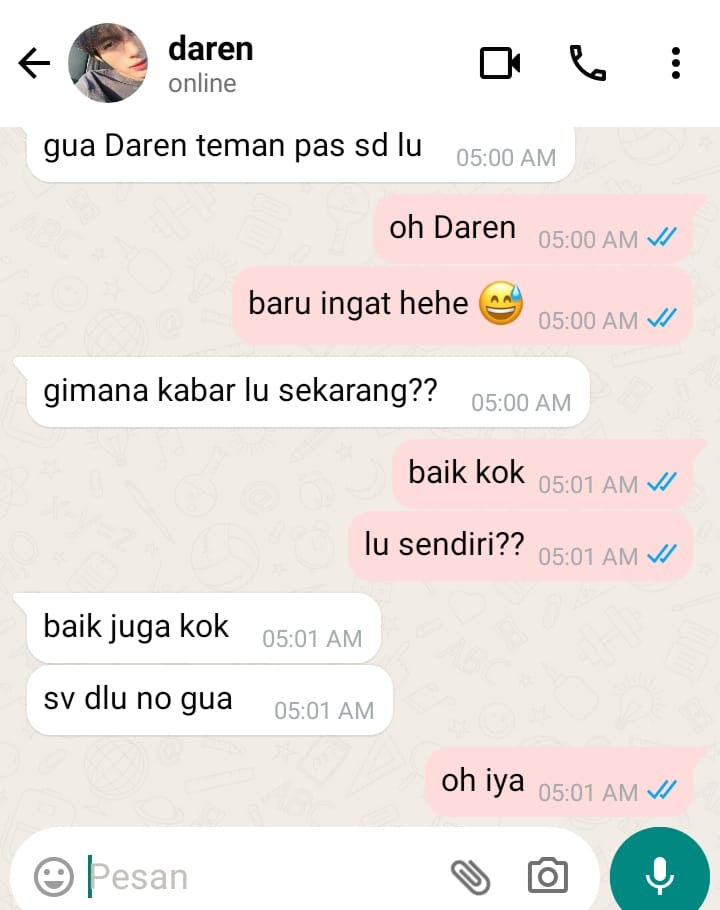 daren
online
gua Daren teman pas sd lu 05:00 AM
oh Daren 05:00 AM
baru ingat hehe 😅 05:00 AM
gimana kabar lu sekarang?? 05:00 AM
baik kok 05:01 AM
lu sendiri?? 05:01 AM
baik juga kok 05:01 AM
sv dlu no gua 05:01 AM
oh iya 05:01 AM
Pesan